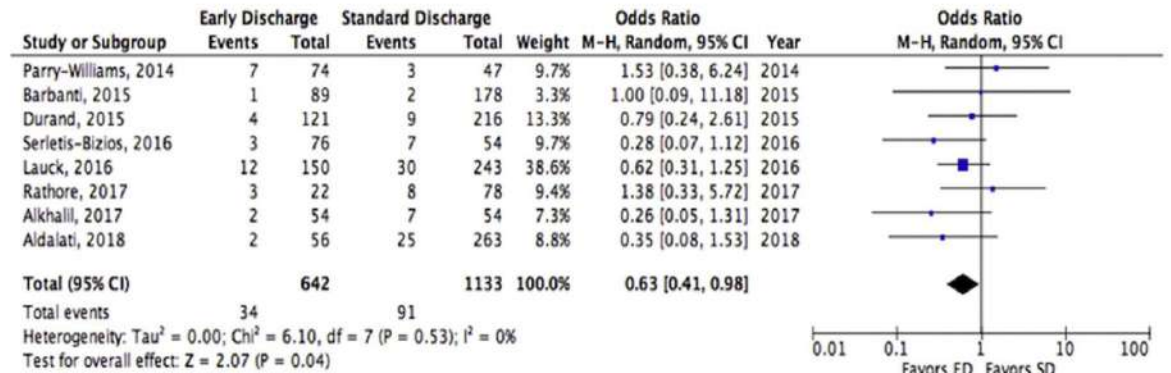 Early Discharge Standard Discharge Odds Ratio Odds Ratio
Study or Subgroup Events Total Events Total Weight M-H, Random, 95% CI Year M-H, Random, 95% CI
Parry-Williams, 2014 7 74 3 47 9.7% 1.53 [0.38, 6.24] 2014
Barbanti, 2015 1 89 2 178 3.3% 1.00 [0.09, 11.18] 2015
Durand, 2015 4 121 9 216 13.3% 0.79 [0.24, 2.61] 2015
Serletis-Bizios, 2016 3 76 7 54 9.7% 0.28 [0.07, 1.12] 2016
Lauck, 2016 12 150 30 243 38.6% 0.62 [0.31, 1.25] 2016
Rathore, 2017 3 22 8 78 9.4% 1.38 [0.33, 5.72] 2017
Alkhalil, 2017 2 54 7 54 7.3% 0.26 [0.05, 1.31] 2017
Aldalati, 2018 2 56 25 263 8.8% 0.35 [0.08, 1.53] 2018
Total (95% CI) 642 1133 100.0% 0.63 [0.41, 0.98]
Total events 34 91
Heterogeneity: Tau² = 0.00; Chi² = 6.10, df = 7 (P = 0.53); I² = 0%
Test for overall effect: Z = 2.07 (P = 0.04)
0.01 0.1 1 10 100
Favors ED Favors SD